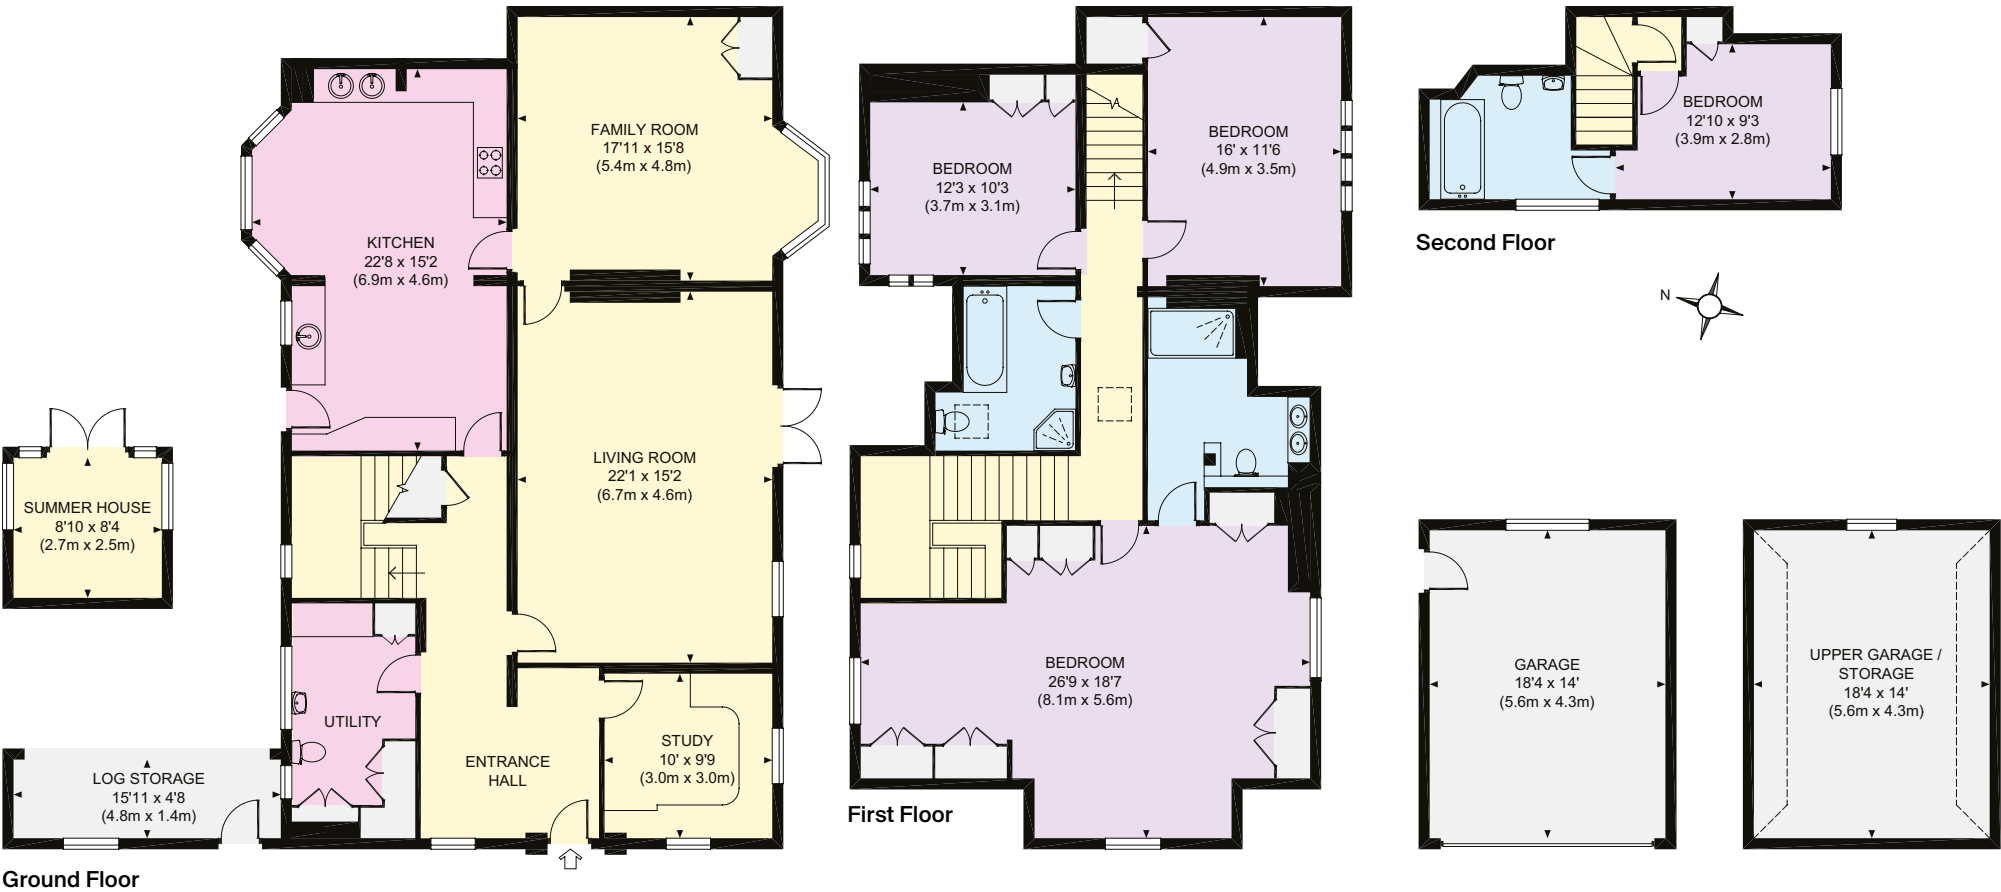 FAMILY ROOM
17'11 x 15'8
(5.4m x 4.8m)
KITCHEN
22'8 x 15'2
(6.9m x 4.6m)
LIVING ROOM
22'1 x 15'2
(6.7m x 4.6m)
SUMMER HOUSE
8'10 x 8'4
(2.7m x 2.5m)
UTILITY
ENTRANCE
HALL
STUDY
10' x 9'9
(3.0m x 3.0m)
LOG STORAGE
15'11 x 4'8
(4.8m x 1.4m)
Ground Floor
BEDROOM
12'3 x 10'3
(3.7m x 3.1m)
BEDROOM
16' x 11'6
(4.9m x 3.5m)
BEDROOM
26'9 x 18'7
(8.1m x 5.6m)
First Floor
BEDROOM
12'10 x 9'3
(3.9m x 2.8m)
Second Floor
N
GARAGE
18'4 x 14'
(5.6m x 4.3m)
UPPER GARAGE /
STORAGE
18'4 x 14'
(5.6m x 4.3m)